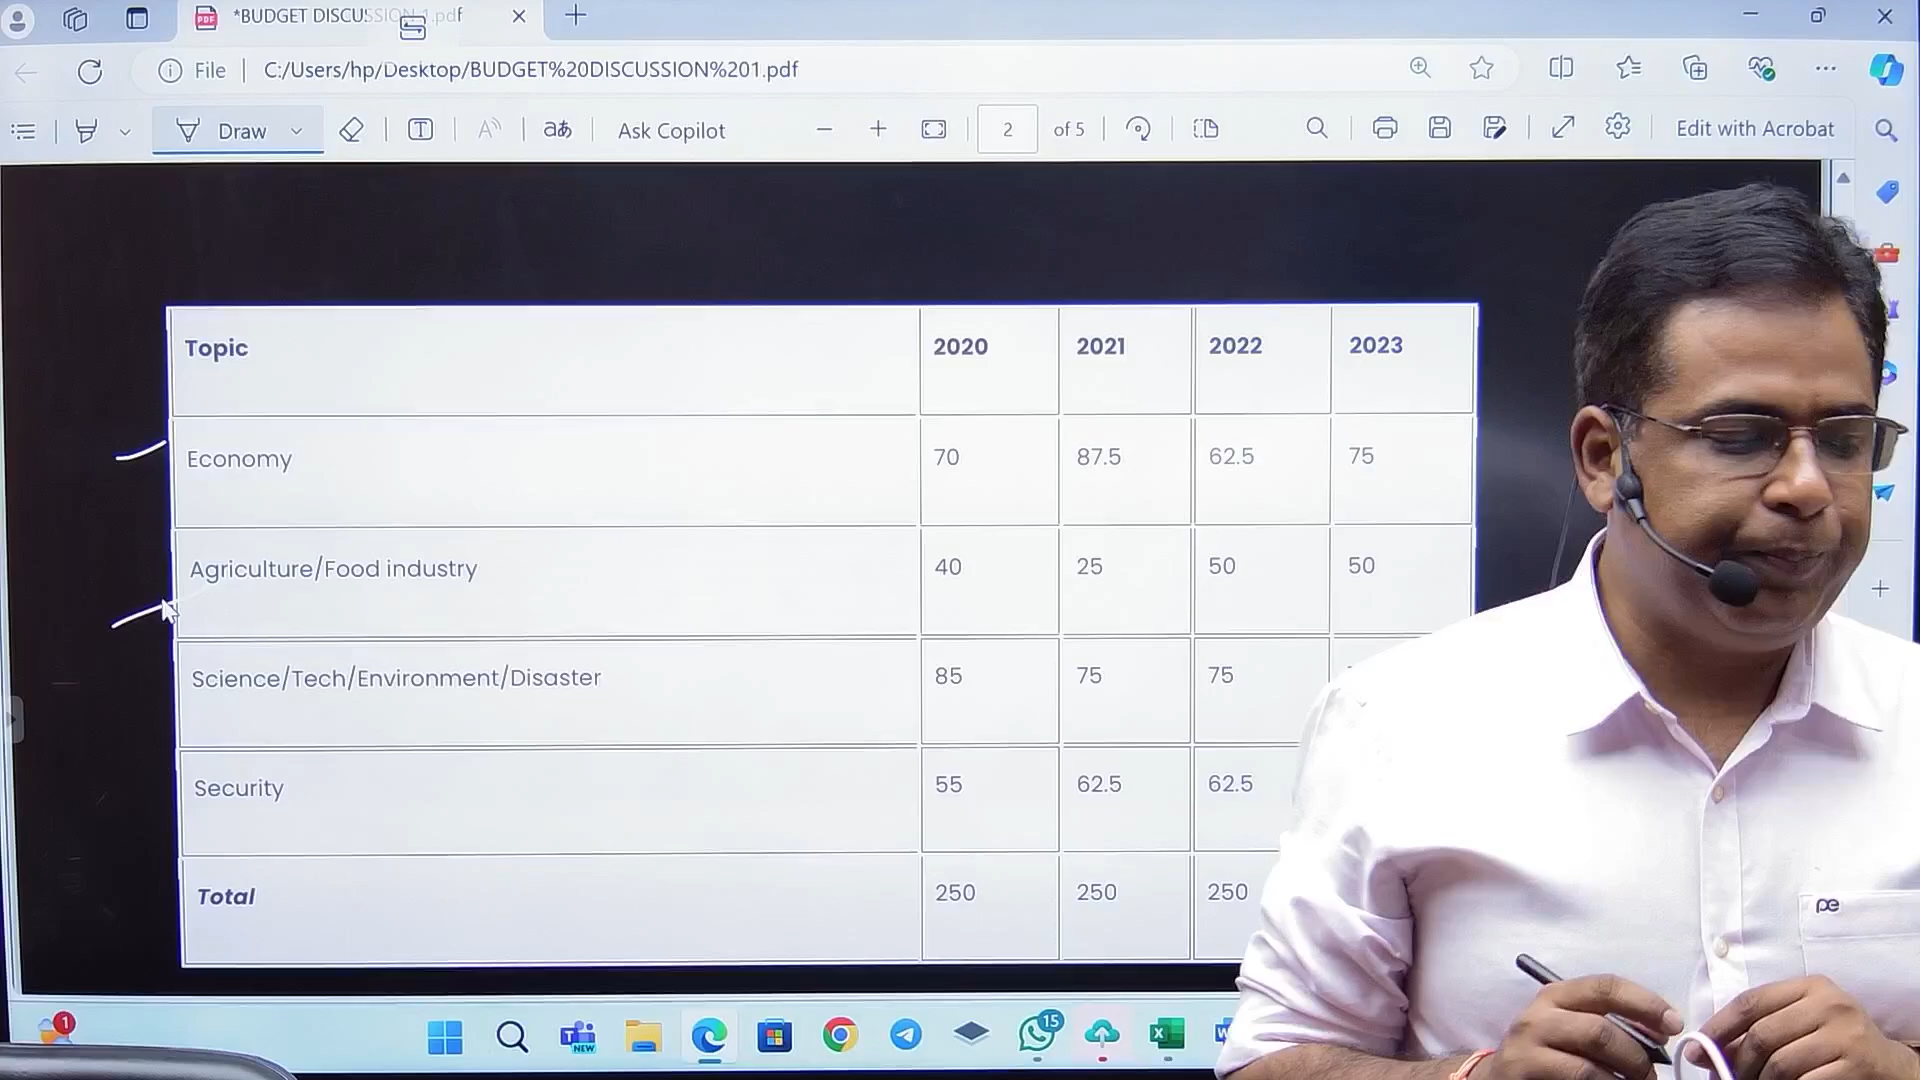 *BUDGET DISCUSSION 1.pdf
File
C:/Users/hp/Desktop/BUDGET%20DISCUSSION%201.pdf
Draw
aあ
Ask Copilot
2
of 5
Edit with Acrobat
Topic 2020 2021 2022 2023
Economy 70 87.5 62.5 75
Agriculture/Food industry 40 25 50 50
Science/Tech/Environment/Disaster 85 75 75
Security 55 62.5 62.5
Total 250 250 250
pe
1
NEW
15